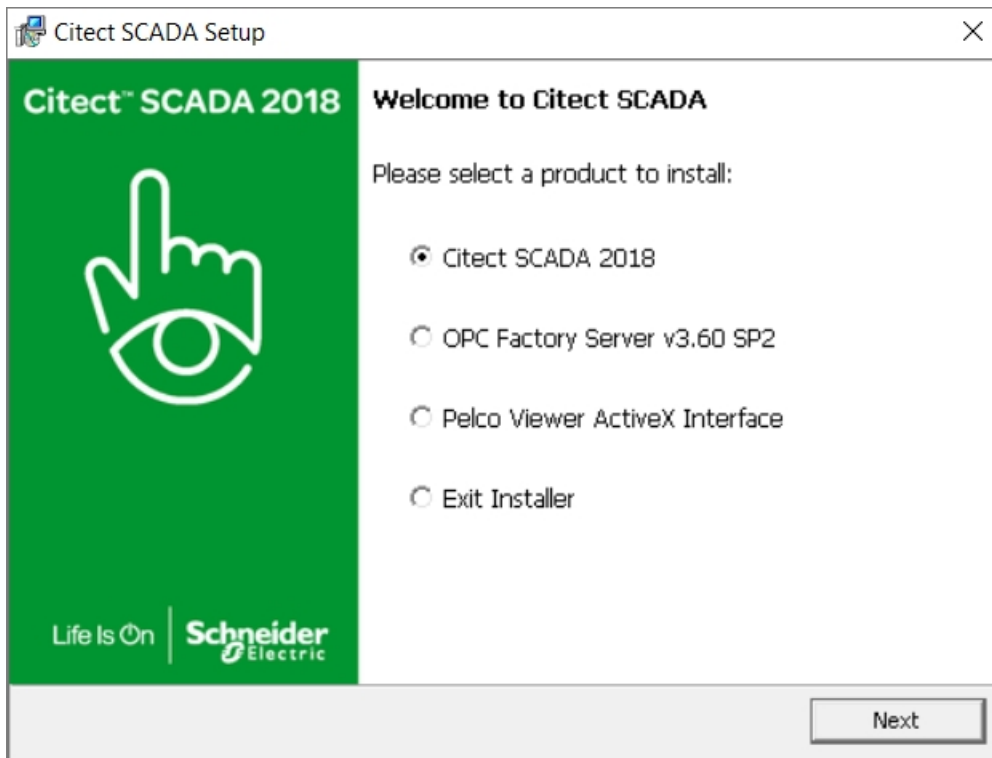 Citect SCADA Setup
Citect™ SCADA 2018
Welcome to Citect SCADA
Please select a product to install:
Citect SCADA 2018
OPC Factory Server v3.60 SP2
Pelco Viewer ActiveX Interface
Exit Installer
Life Is On
Schneider
Electric
Next